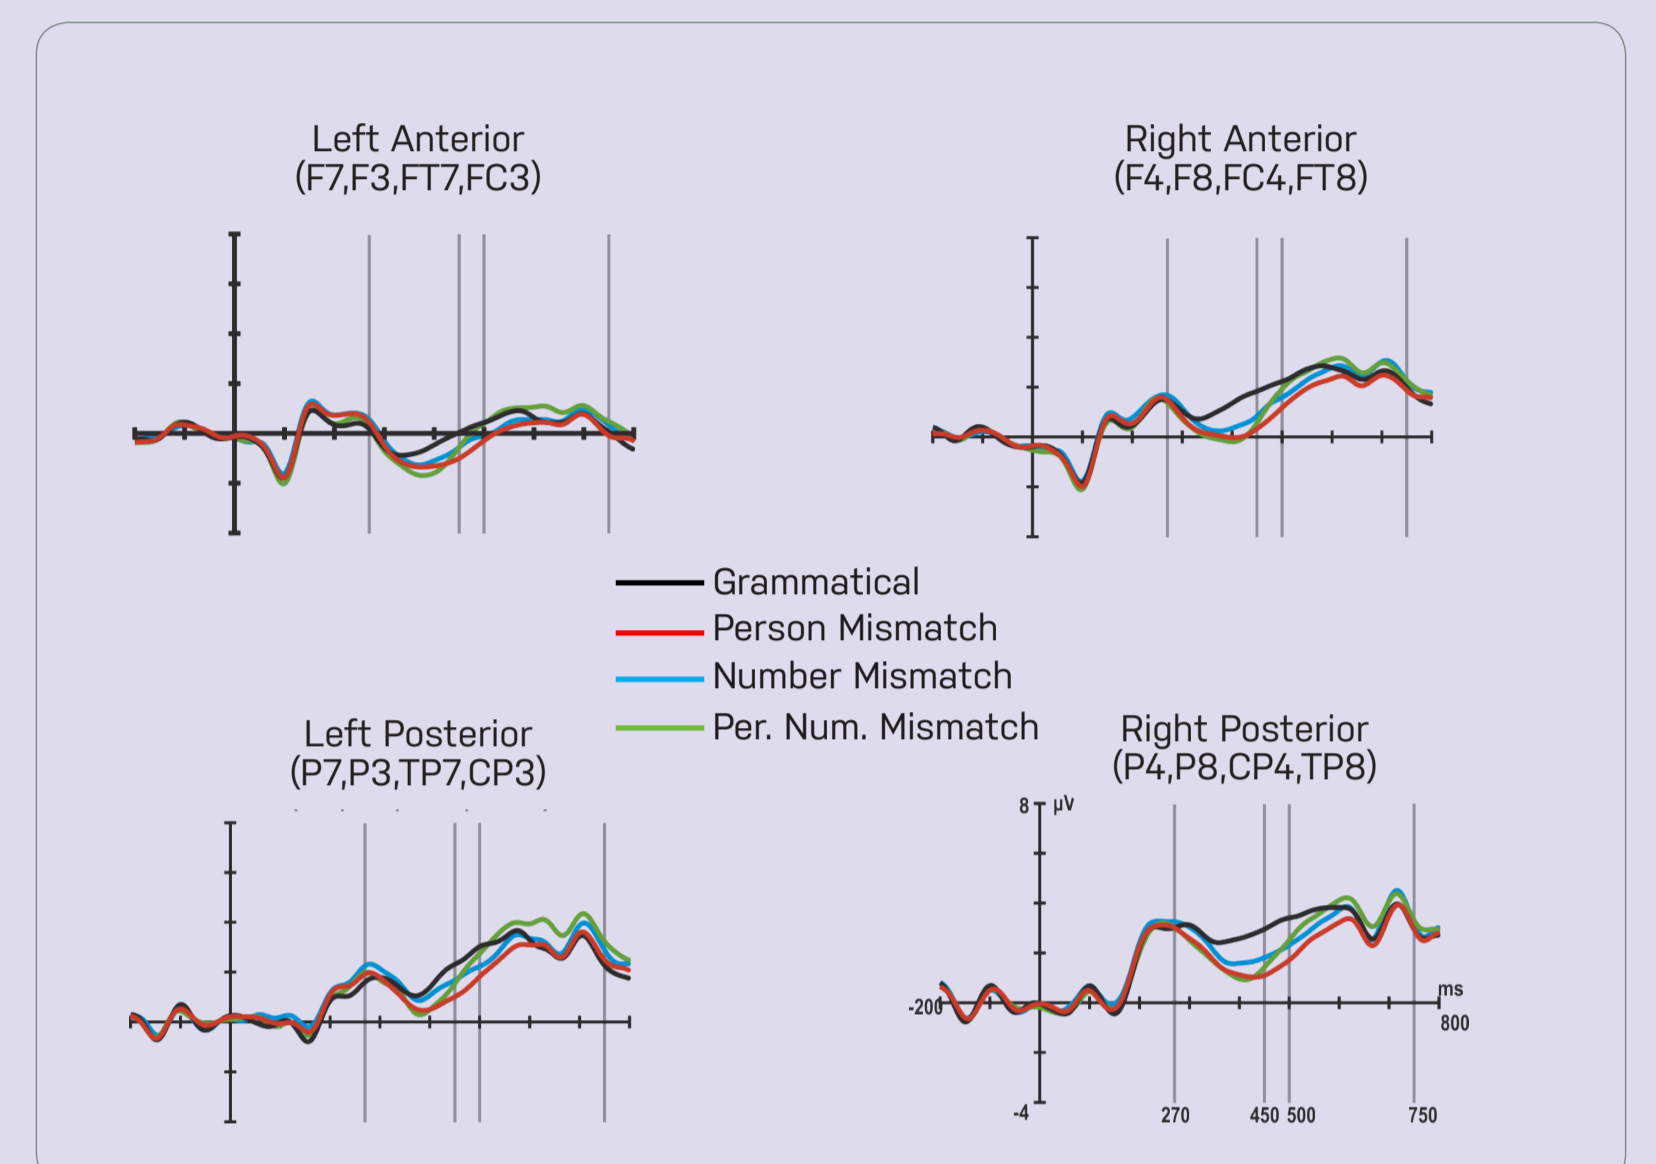 Left Anterior
(F7,F3,FT7,FC3)
Right Anterior
(F4,F8,FC4,FT8)
Grammatical
Person Mismatch
Number Mismatch
Per. Num. Mismatch
Left Posterior
(P7,P3,TP7,CP3)
Right Posterior
(P4,P8,CP4,TP8)
8 µV
-200
ms
800
-4
270 450 500 750